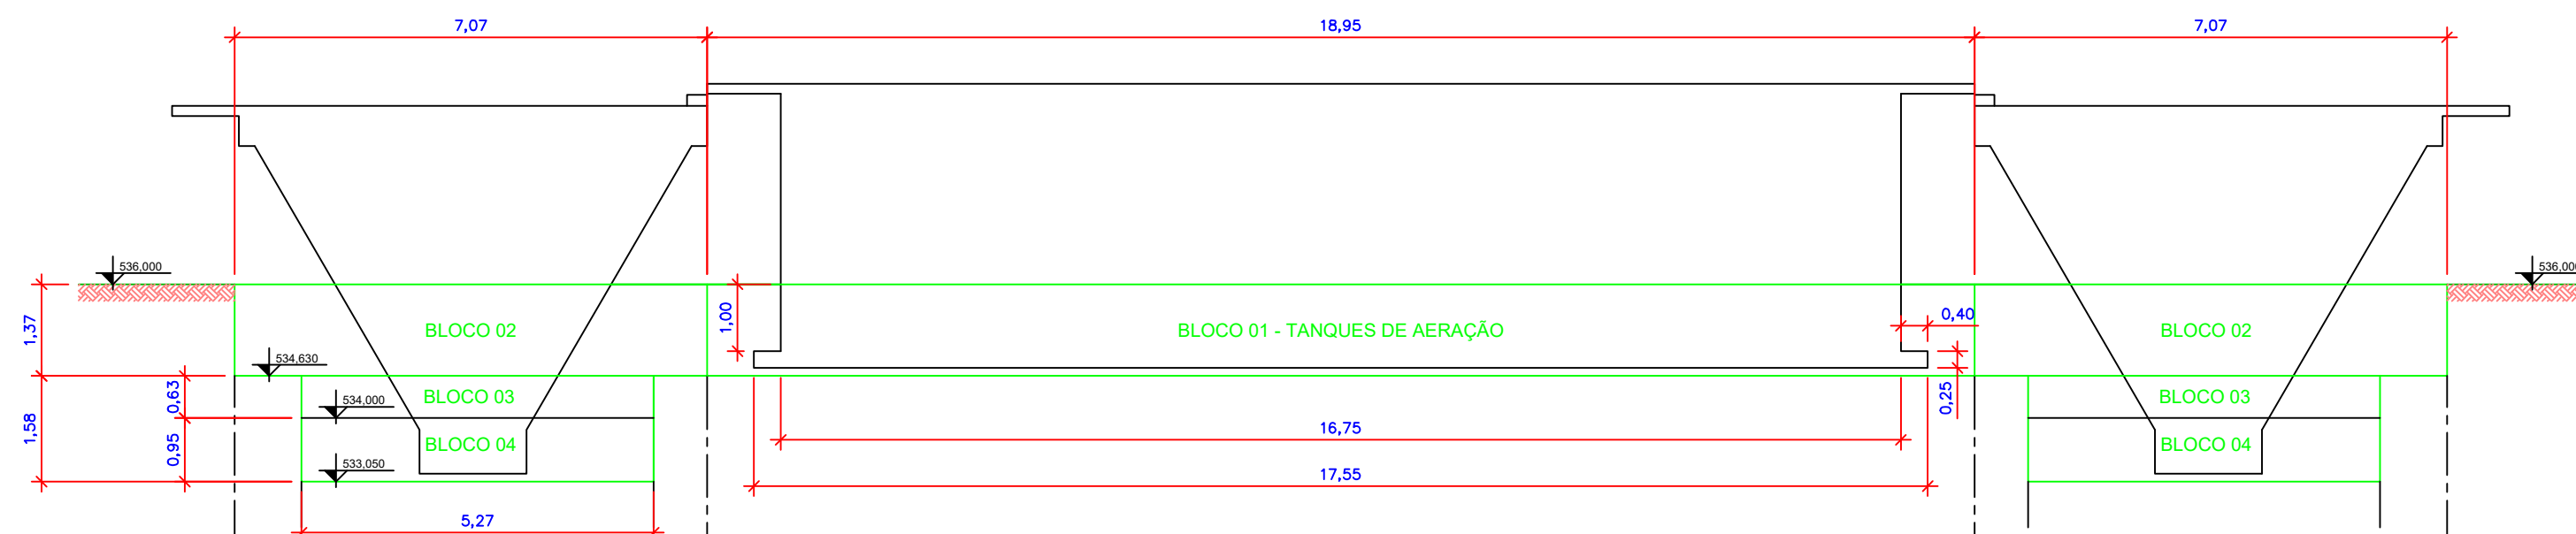 7,07
18,95
7,07
536,000
536,00
1,37
1,00
0,40
BLOCO 02
BLOCO 01 - TANQUES DE AERAÇÃO
BLOCO 02
534,630
0,63
BLOCO 03
0,25
BLOCO 03
534,000
1,58
16,75
0,95
BLOCO 04
BLOCO 04
533,050
17,55
5,27